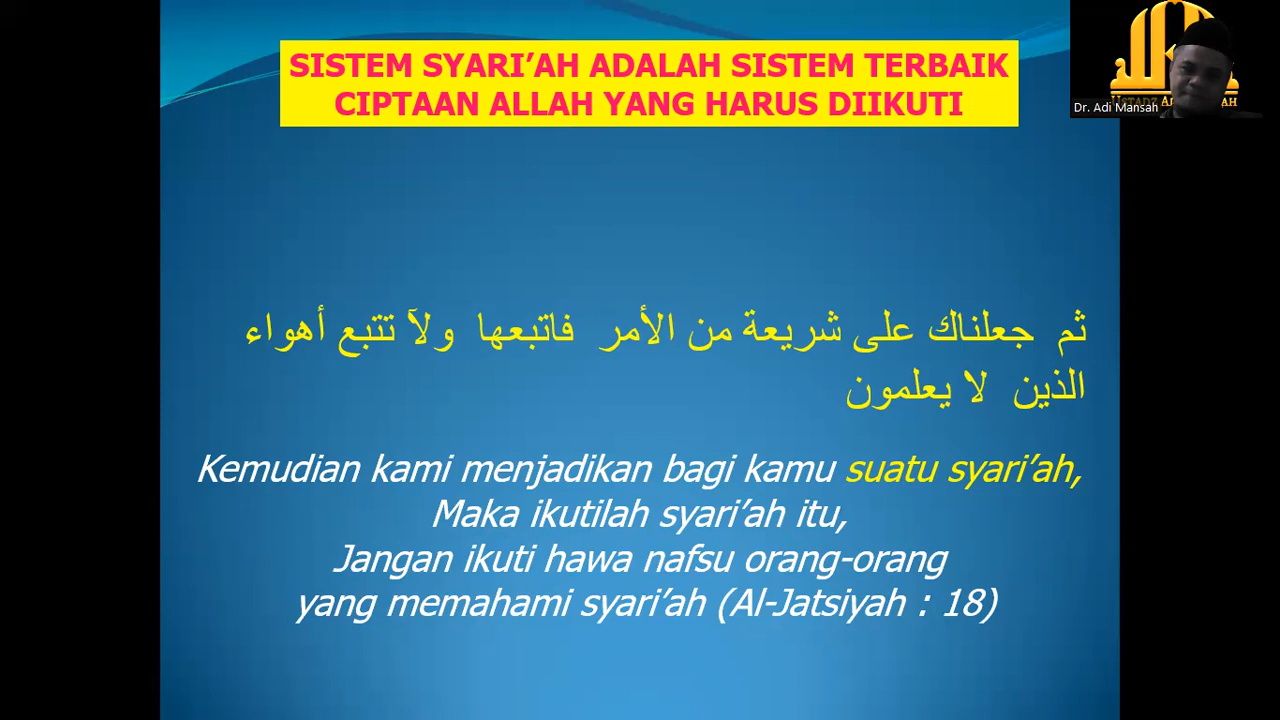 SISTEM SYARI’AH ADALAH SISTEM TERBAIK
CIPTAAN ALLAH YANG HARUS DIIKUTI
Dr. Adi Mansah
ثم جعلناك على شريعة من الأمر فاتبعها ولآ تتبع أهواء
الذين لا يعلمون
Kemudian kami menjadikan bagi kamu suatu syari’ah,
Maka ikutilah syari’ah itu,
Jangan ikuti hawa nafsu orang-orang
yang memahami syari’ah (Al-Jatsiyah : 18)